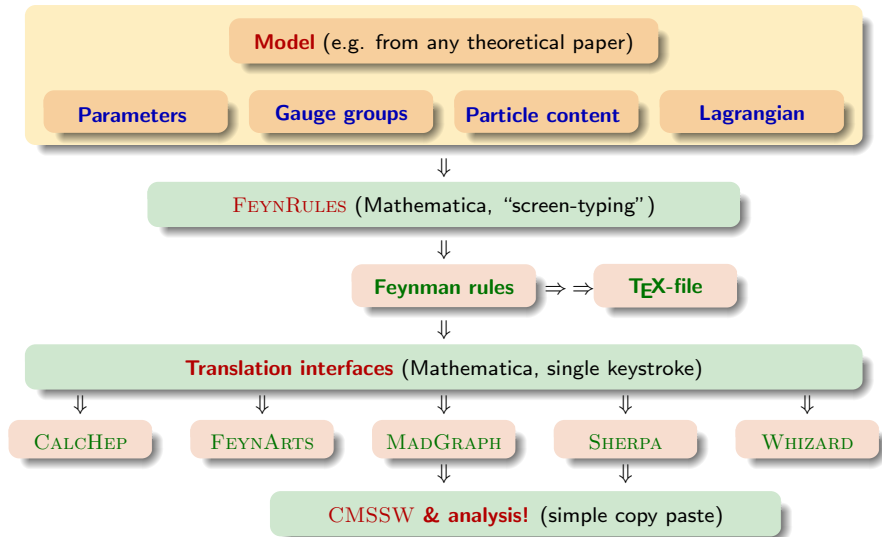 Model (e.g. from any theoretical paper)
Parameters Gauge groups Particle content Lagrangian
⇓
FEYNRULES (Mathematica, “screen-typing”)
⇓
Feynman rules ⇒ ⇒ TEX-file
⇓
Translation interfaces (Mathematica, single keystroke)
⇓ ⇓ ⇓ ⇓ ⇓
CALCHEP FEYNARTS MADGRAPH SHERPA WHIZARD
⇓ ⇓
CMSSW & analysis! (simple copy paste)